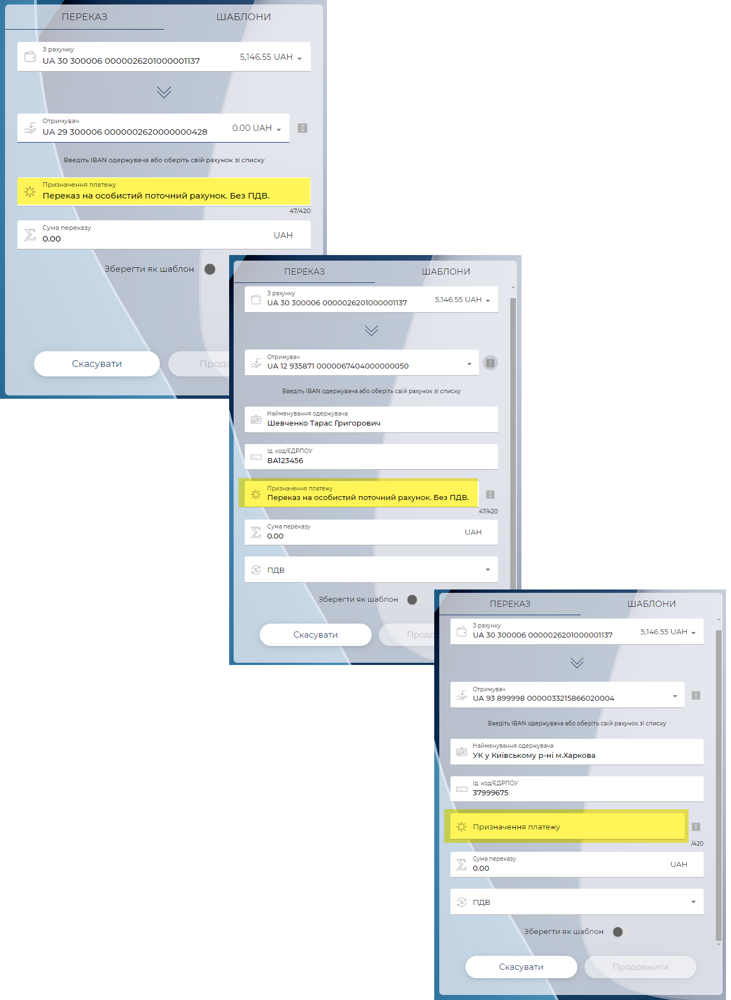 ПЕРЕКАЗ ШАБЛОНИ
З рахунку
UA 30 300006 0000026201000001137 5,146.55 UAH
Отримувач
UA 29 300006 0000002620000000428 0.00 UAH
Введіть IBAN одержувача або оберіть свій рахунок зі списку
Призначення платежу
Переказ на особистий поточний рахунок. Без ПДВ.
47/420
Сума переказу
0.00 UAH
Зберегти як шаблон
Скасувати Продо
ПЕРЕКАЗ ШАБЛОНИ
З рахунку
UA 30 300006 0000026201000001137 5,146.55 UAH
Отримувач
UA 12 935871 0000067404000000050
Введіть IBAN одержувача або оберіть свій рахунок зі списку
Найменування одержувача
Шевченко Тарас Григорович
Ід. код/ЄДРПОУ
ВА123456
Призначення платежу
Переказ на особистий поточний рахунок. Без ПДВ.
47/420
Сума переказу
0.00 UAH
ПДВ
Зберегти як шаблон
Скасувати Продо
ПЕРЕКАЗ ШАБЛОНИ
З рахунку
UA 30 300006 0000026201000001137 5,146.55 UAH
Отримувач
UA 93 899998 0000033215866020004
Введіть IBAN одержувача або оберіть свій рахунок зі списку
Найменування одержувача
УК у Київському р-ні м.Харкова
Ід. код/ЄДРПОУ
37999675
Призначення платежу
/420
Сума переказу
0.00 UAH
ПДВ
Зберегти як шаблон
Скасувати Продовжити